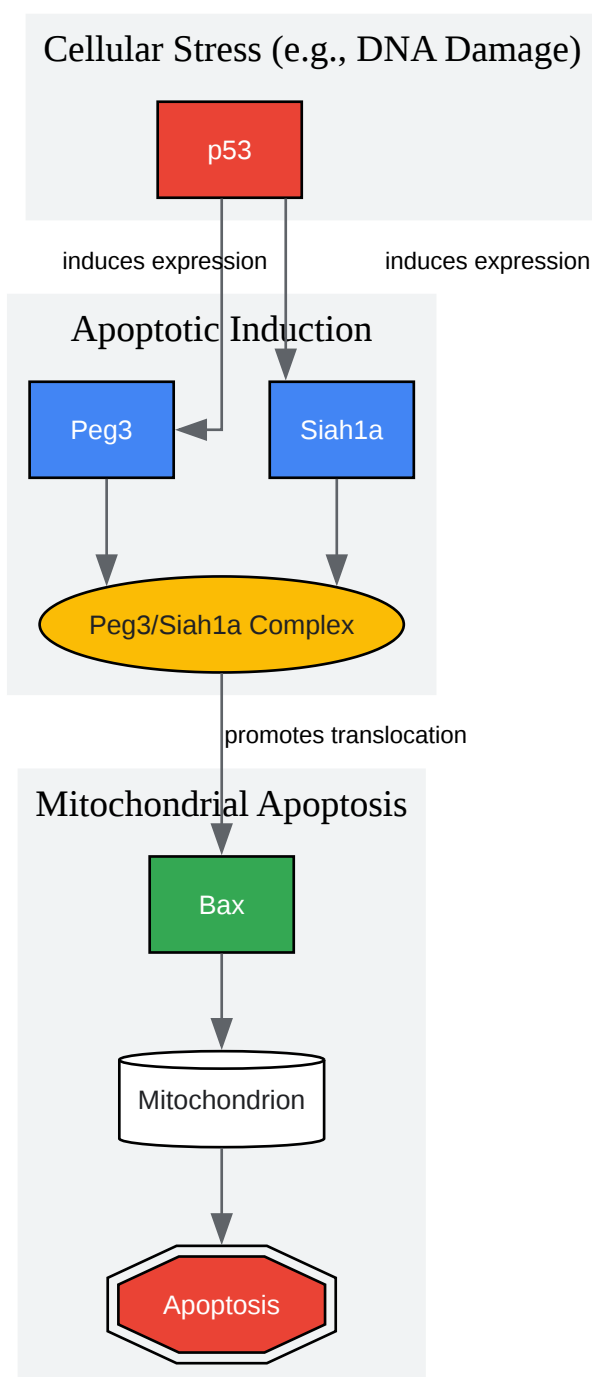 Cellular Stress (e.g., DNA Damage)
p53
induces expression
induces expression
Apoptotic Induction
Peg3
Siah1a
Peg3/Siah1a Complex
promotes translocation
Mitochondrial Apoptosis
Bax
Mitochondrion
Apoptosis